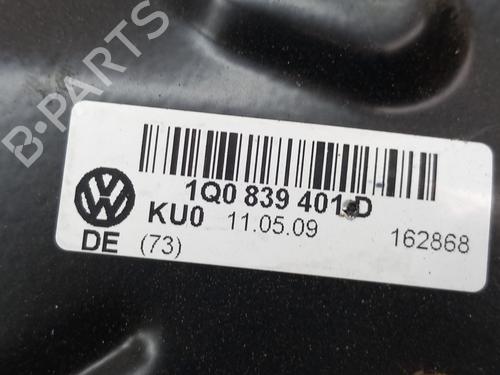 B-PARTS
1Q0 839 401 D
KU0 11.05.09
DE (73) 162868